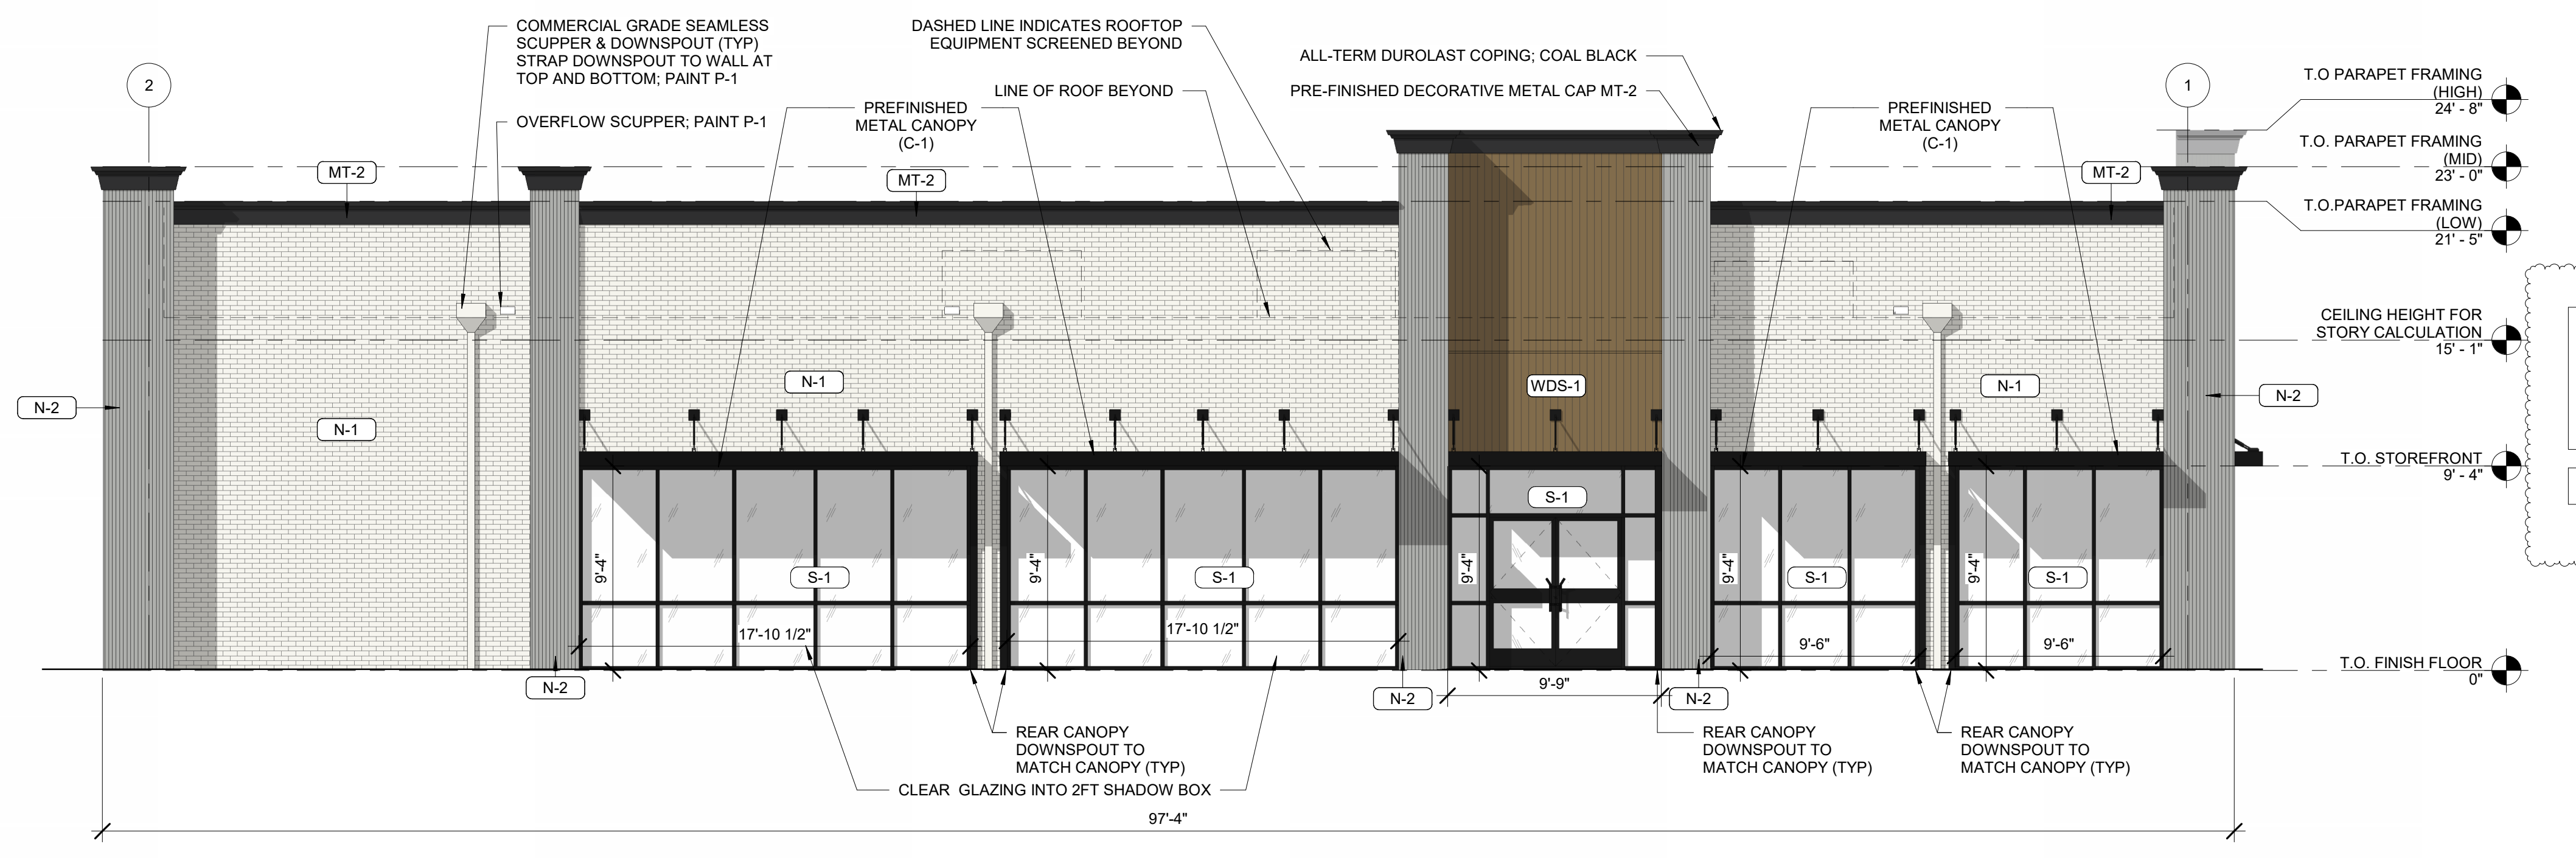 COMMERCIAL GRADE SEAMLESS
SCUPPER & DOWNSPOUT (TYP)
STRAP DOWNSPOUT TO WALL AT
TOP AND BOTTOM; PAINT P-1
OVERFLOW SCUPPER; PAINT P-1
DASHED LINE INDICATES ROOFTOP
EQUIPMENT SCREENED BEYOND
LINE OF ROOF BEYOND
PREFINISHED
METAL CANOPY
(C-1)
ALL-TERM DUROLAST COPING; COAL BLACK
PRE-FINISHED DECORATIVE METAL CAP MT-2
PREFINISHED
METAL CANOPY
(C-1)
2
1
T.O PARAPET FRAMING
(HIGH)
24' - 8"
T.O. PARAPET FRAMING
(MID)
23' - 0"
T.O.PARAPET FRAMING
(LOW)
21' - 5"
CEILING HEIGHT FOR
STORY CALCULATION
15' - 1"
T.O. STOREFRONT
9' - 4"
T.O. FINISH FLOOR
0"
MT-2
MT-2
MT-2
N-2
N-1
N-1
WDS-1
N-1
N-2
S-1
9'-4"
S-1
9'-4"
S-1
9'-4"
9'-4"
S-1
9'-4"
S-1
17'-10 1/2"
17'-10 1/2"
9'-6"
9'-6"
N-2
N-2
9'-9"
N-2
REAR CANOPY
DOWNSPOUT TO
MATCH CANOPY (TYP)
REAR CANOPY
DOWNSPOUT TO
MATCH CANOPY (TYP)
REAR CANOPY
DOWNSPOUT TO
MATCH CANOPY (TYP)
CLEAR GLAZING INTO 2FT SHADOW BOX
97'-4"